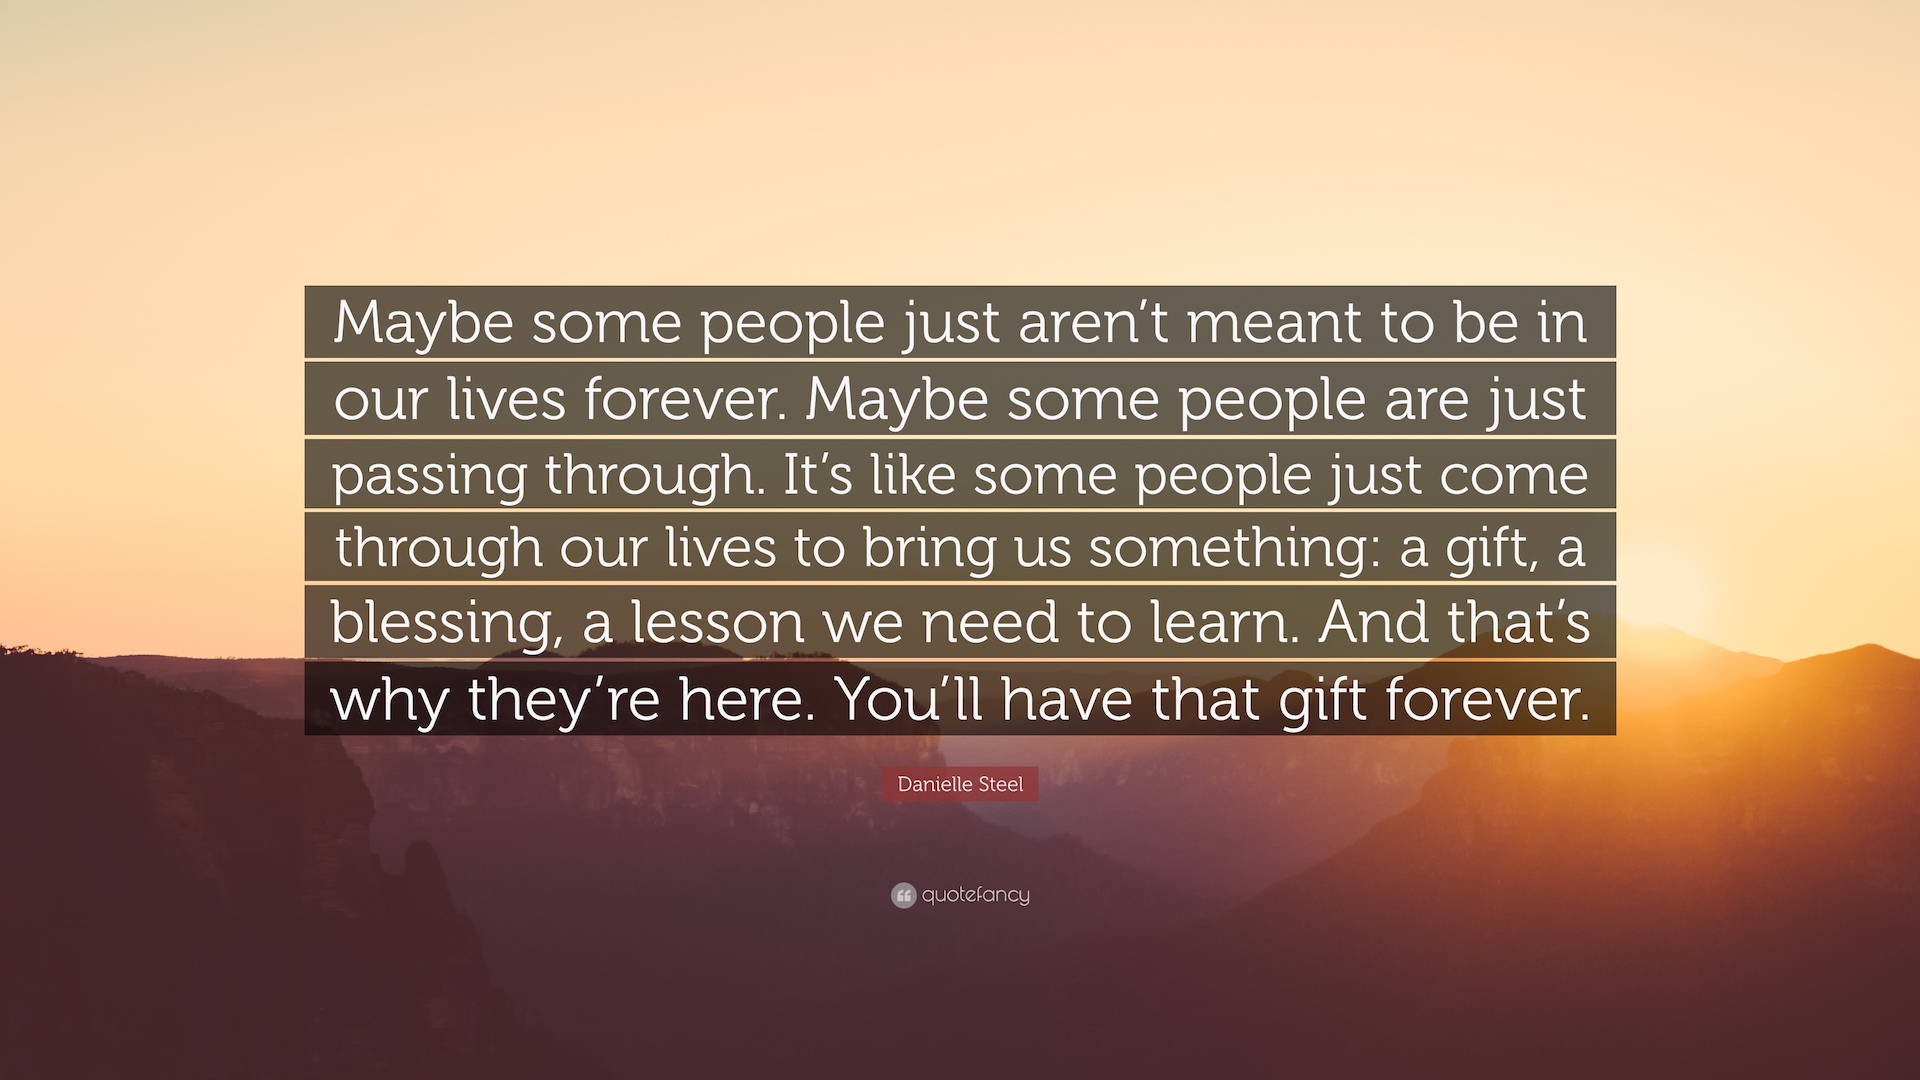 Maybe some people just aren’t meant to be in
our lives forever. Maybe some people are just
passing through. It’s like some people just come
through our lives to bring us something: a gift, a
blessing, a lesson we need to learn. And that’s
why they’re here. You’ll have that gift forever.
Danielle Steel
quotefancy